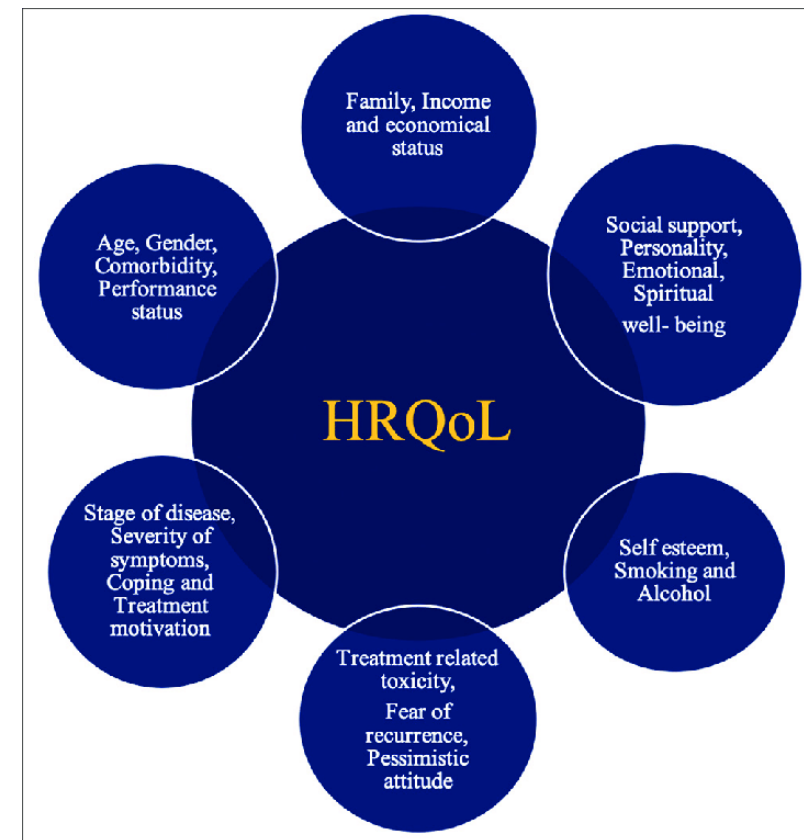 Family, Income
and economical
status
Social support,
Personality,
Emotional,
Spiritual
well- being
Age, Gender,
Comorbidity,
Performance
status
HRQoL
Stage of disease,
Severity of
symptoms,
Coping and
Treatment
motivation
Self esteem,
Smoking and
Alcohol
Treatment related
toxicity,
Fear of
recurrence,
Pessimistic
attitude